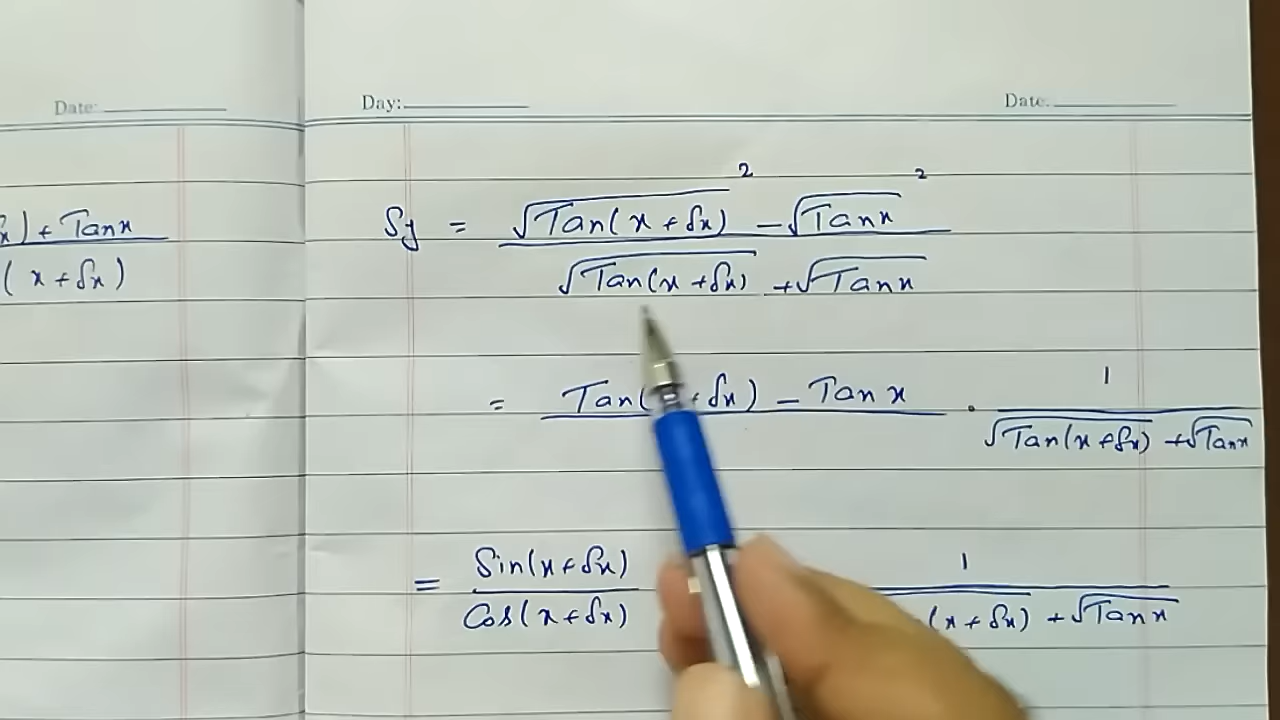 Date:
x) + Tanx
(x+δx)
Day: Date:
δy = √Tan(x+δx)² - √Tanx²
√Tan(x+δx) + √Tanx
= Tan( +δx) - Tanx . 1
√Tan(x+δx) + √Tanx
= Sin(x+δx) 1
Cos(x+δx) (x+δx) + √Tanx